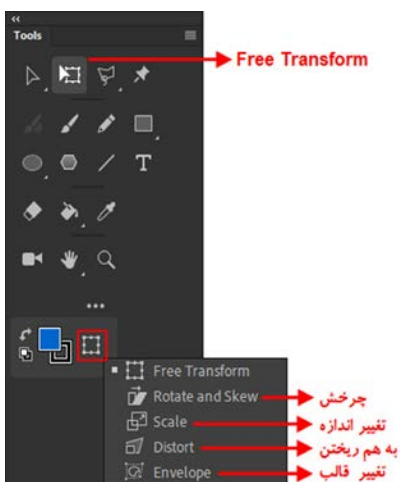 Tools
Free Transform
T
Free Transform
Rotate and Skew چرخش
Scale تغییر اندازه
Distort به هم ریختن
Envelope تغییر قالب